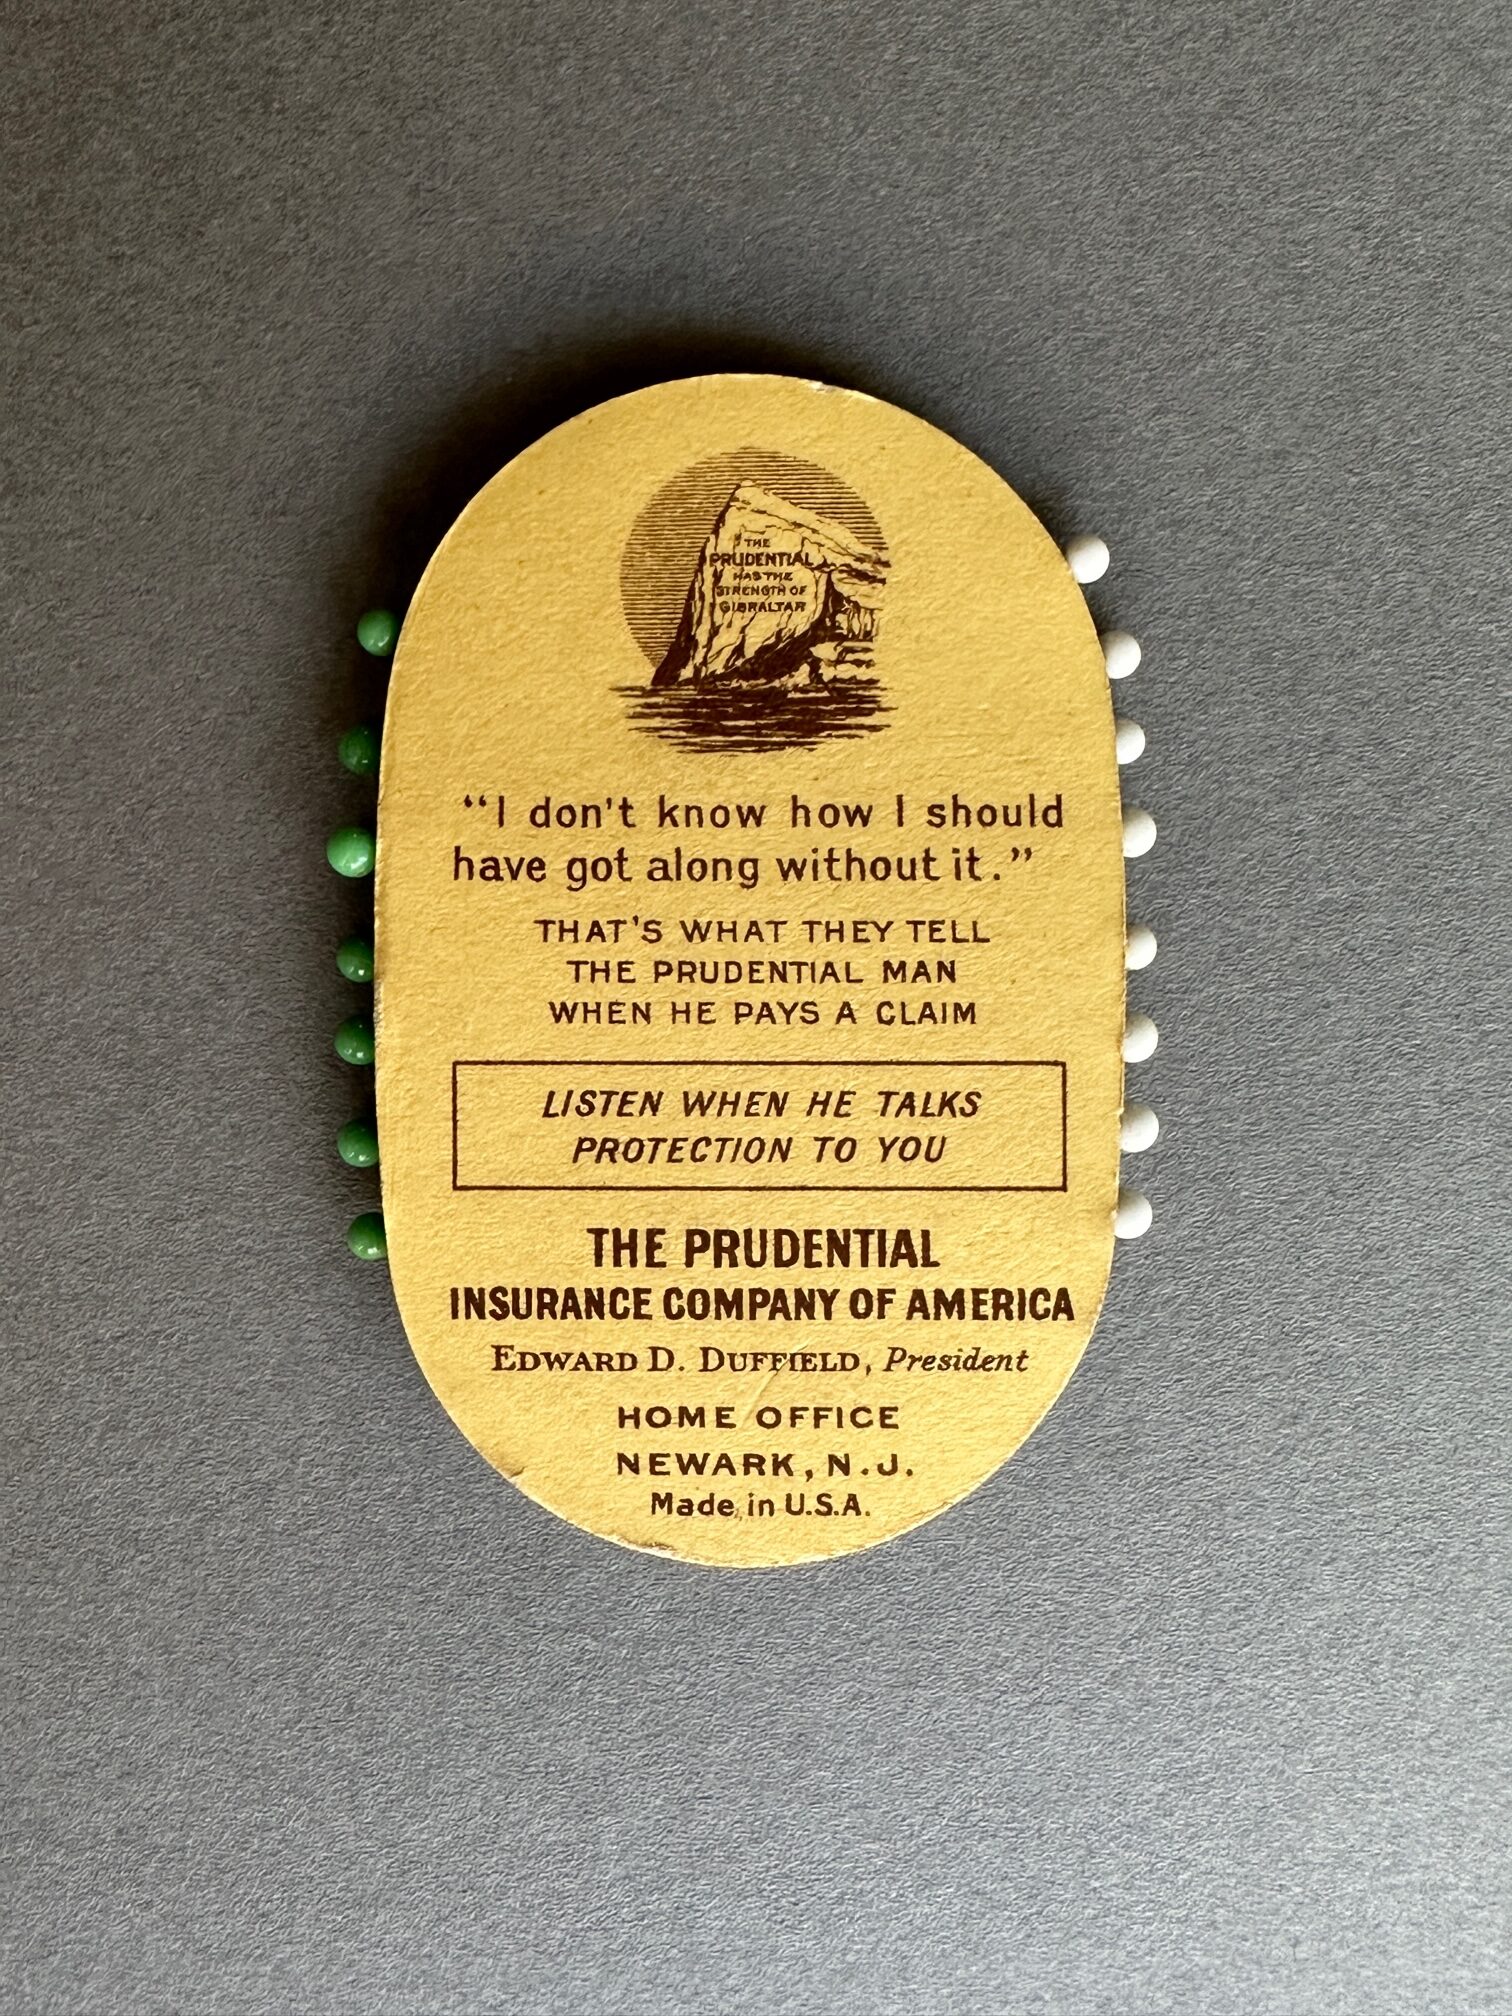 THE
PRUDENTIAL
HAS THE
STRENGTH OF
GIBRALTAR
“I don't know how I should
have got along without it.”
THAT'S WHAT THEY TELL
THE PRUDENTIAL MAN
WHEN HE PAYS A CLAIM
LISTEN WHEN HE TALKS
PROTECTION TO YOU
THE PRUDENTIAL
INSURANCE COMPANY OF AMERICA
EDWARD D. DUFFIELD, President
HOME OFFICE
NEWARK, N.J.
Made in U.S.A.